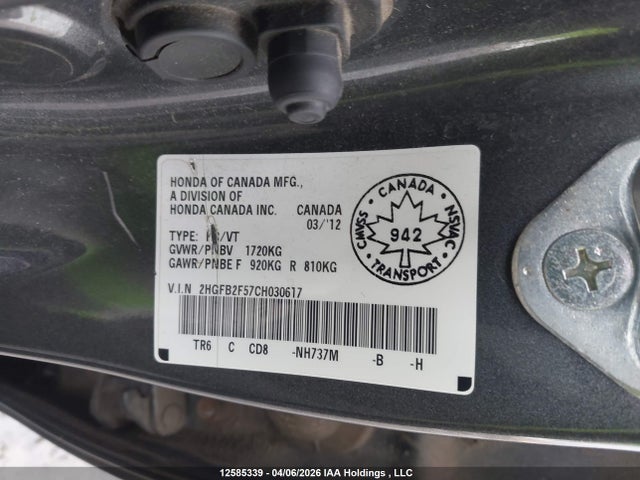 HONDA OF CANADA MFG.,
A DIVISION OF
HONDA CANADA INC. CANADA
03/'12
TYPE: /VT
GVWR/PNBV 1720KG
GAWR/PNBE F 920KG R 810KG
V.I.N 2HGFB2F57CH030617
TR6 C CD8 -NH737M -B -H
CANADA
CMVSS 942 NSVAC
TRANSPORT
12585339 - 04/06/2026 IAA Holdings , LLC